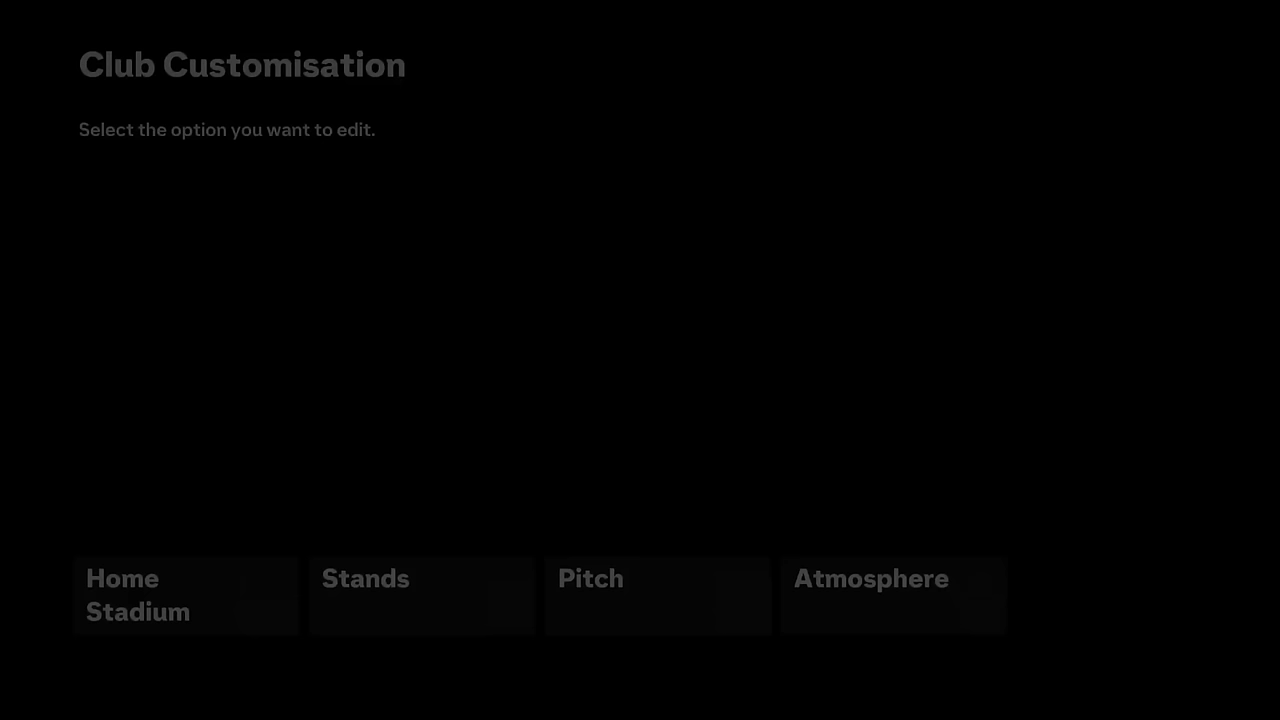 Club Customisation
Select the option you want to edit.
Home
Stadium
Stands
Pitch
Atmosphere